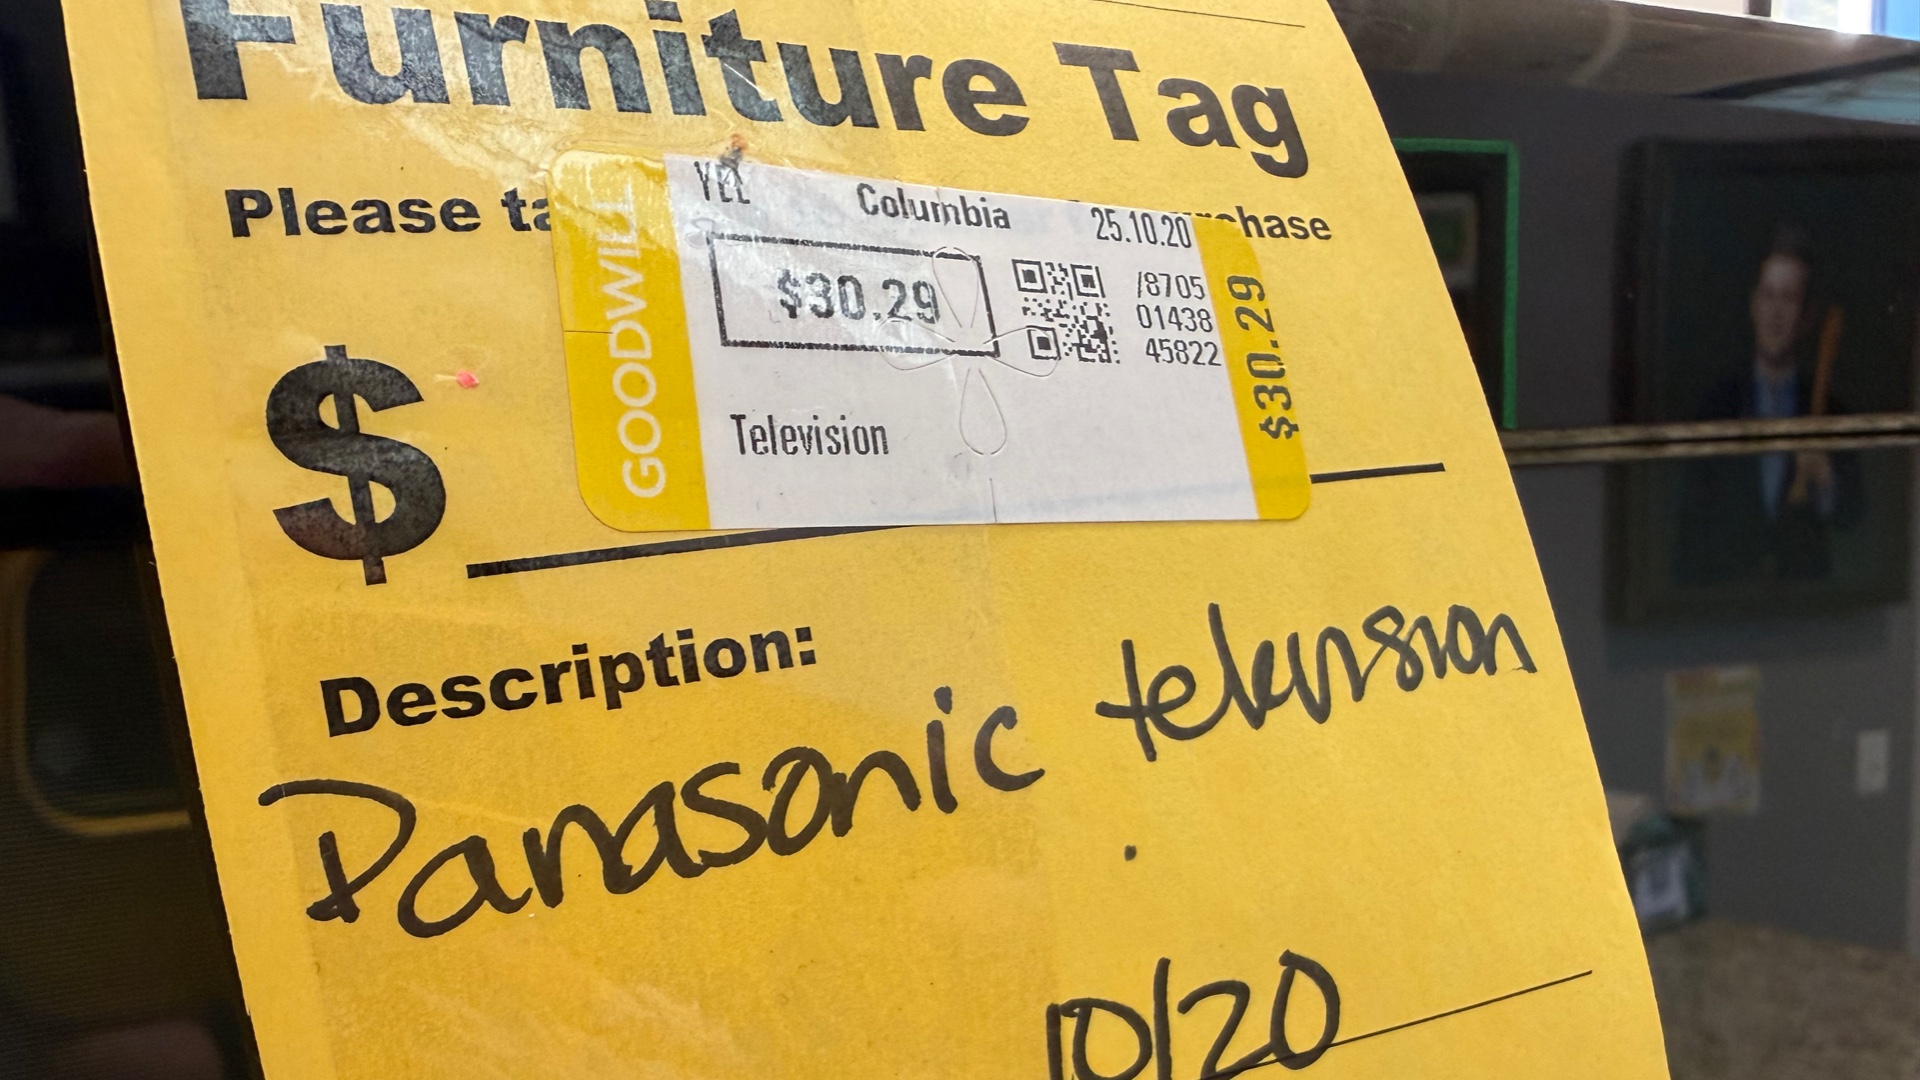 Furniture Tag
Please ta
GOODWILL
YEL Columbia 25.10.20
$30.29
/8705
01438
45822
Television
$30.29
$
Description:
Panasonic television
10/20